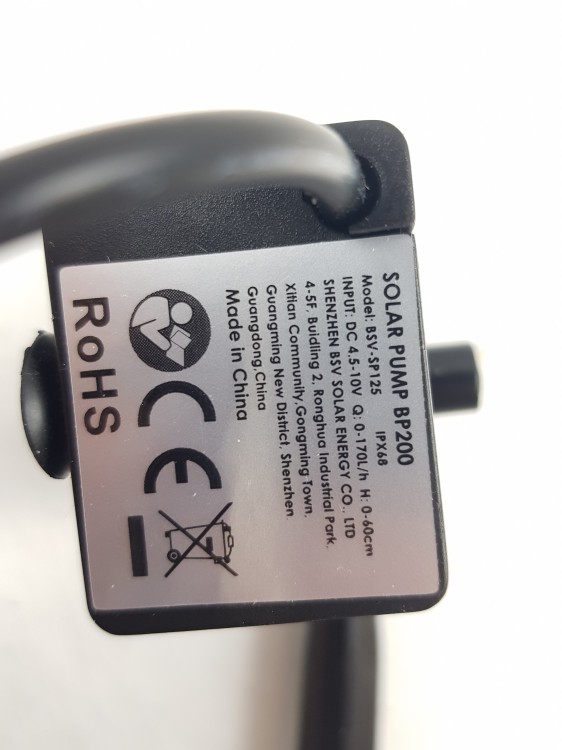 SOLAR PUMP BP200
Model: BSV-SP125 IPX68
INPUT: DC 4.5-10V Q: 0-170L/h H: 0-60cm
SHENZHEN BSV SOLAR ENERGY CO., LTD
4-5F, Buidling 2, Ronghua Industrial Park,
Xitian Community,Gongming Town,
Guangming New District, Shenzhen
Guangdong,China
Made in China
CE
RoHS